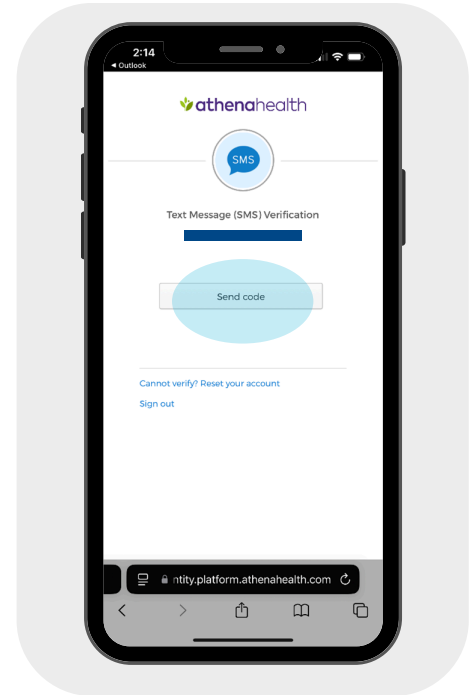 2:14
Outlook
athenahealth
SMS
Text Message (SMS) Verification
Send code
Cannot verify? Reset your account
Sign out
ntity.platform.athenahealth.com